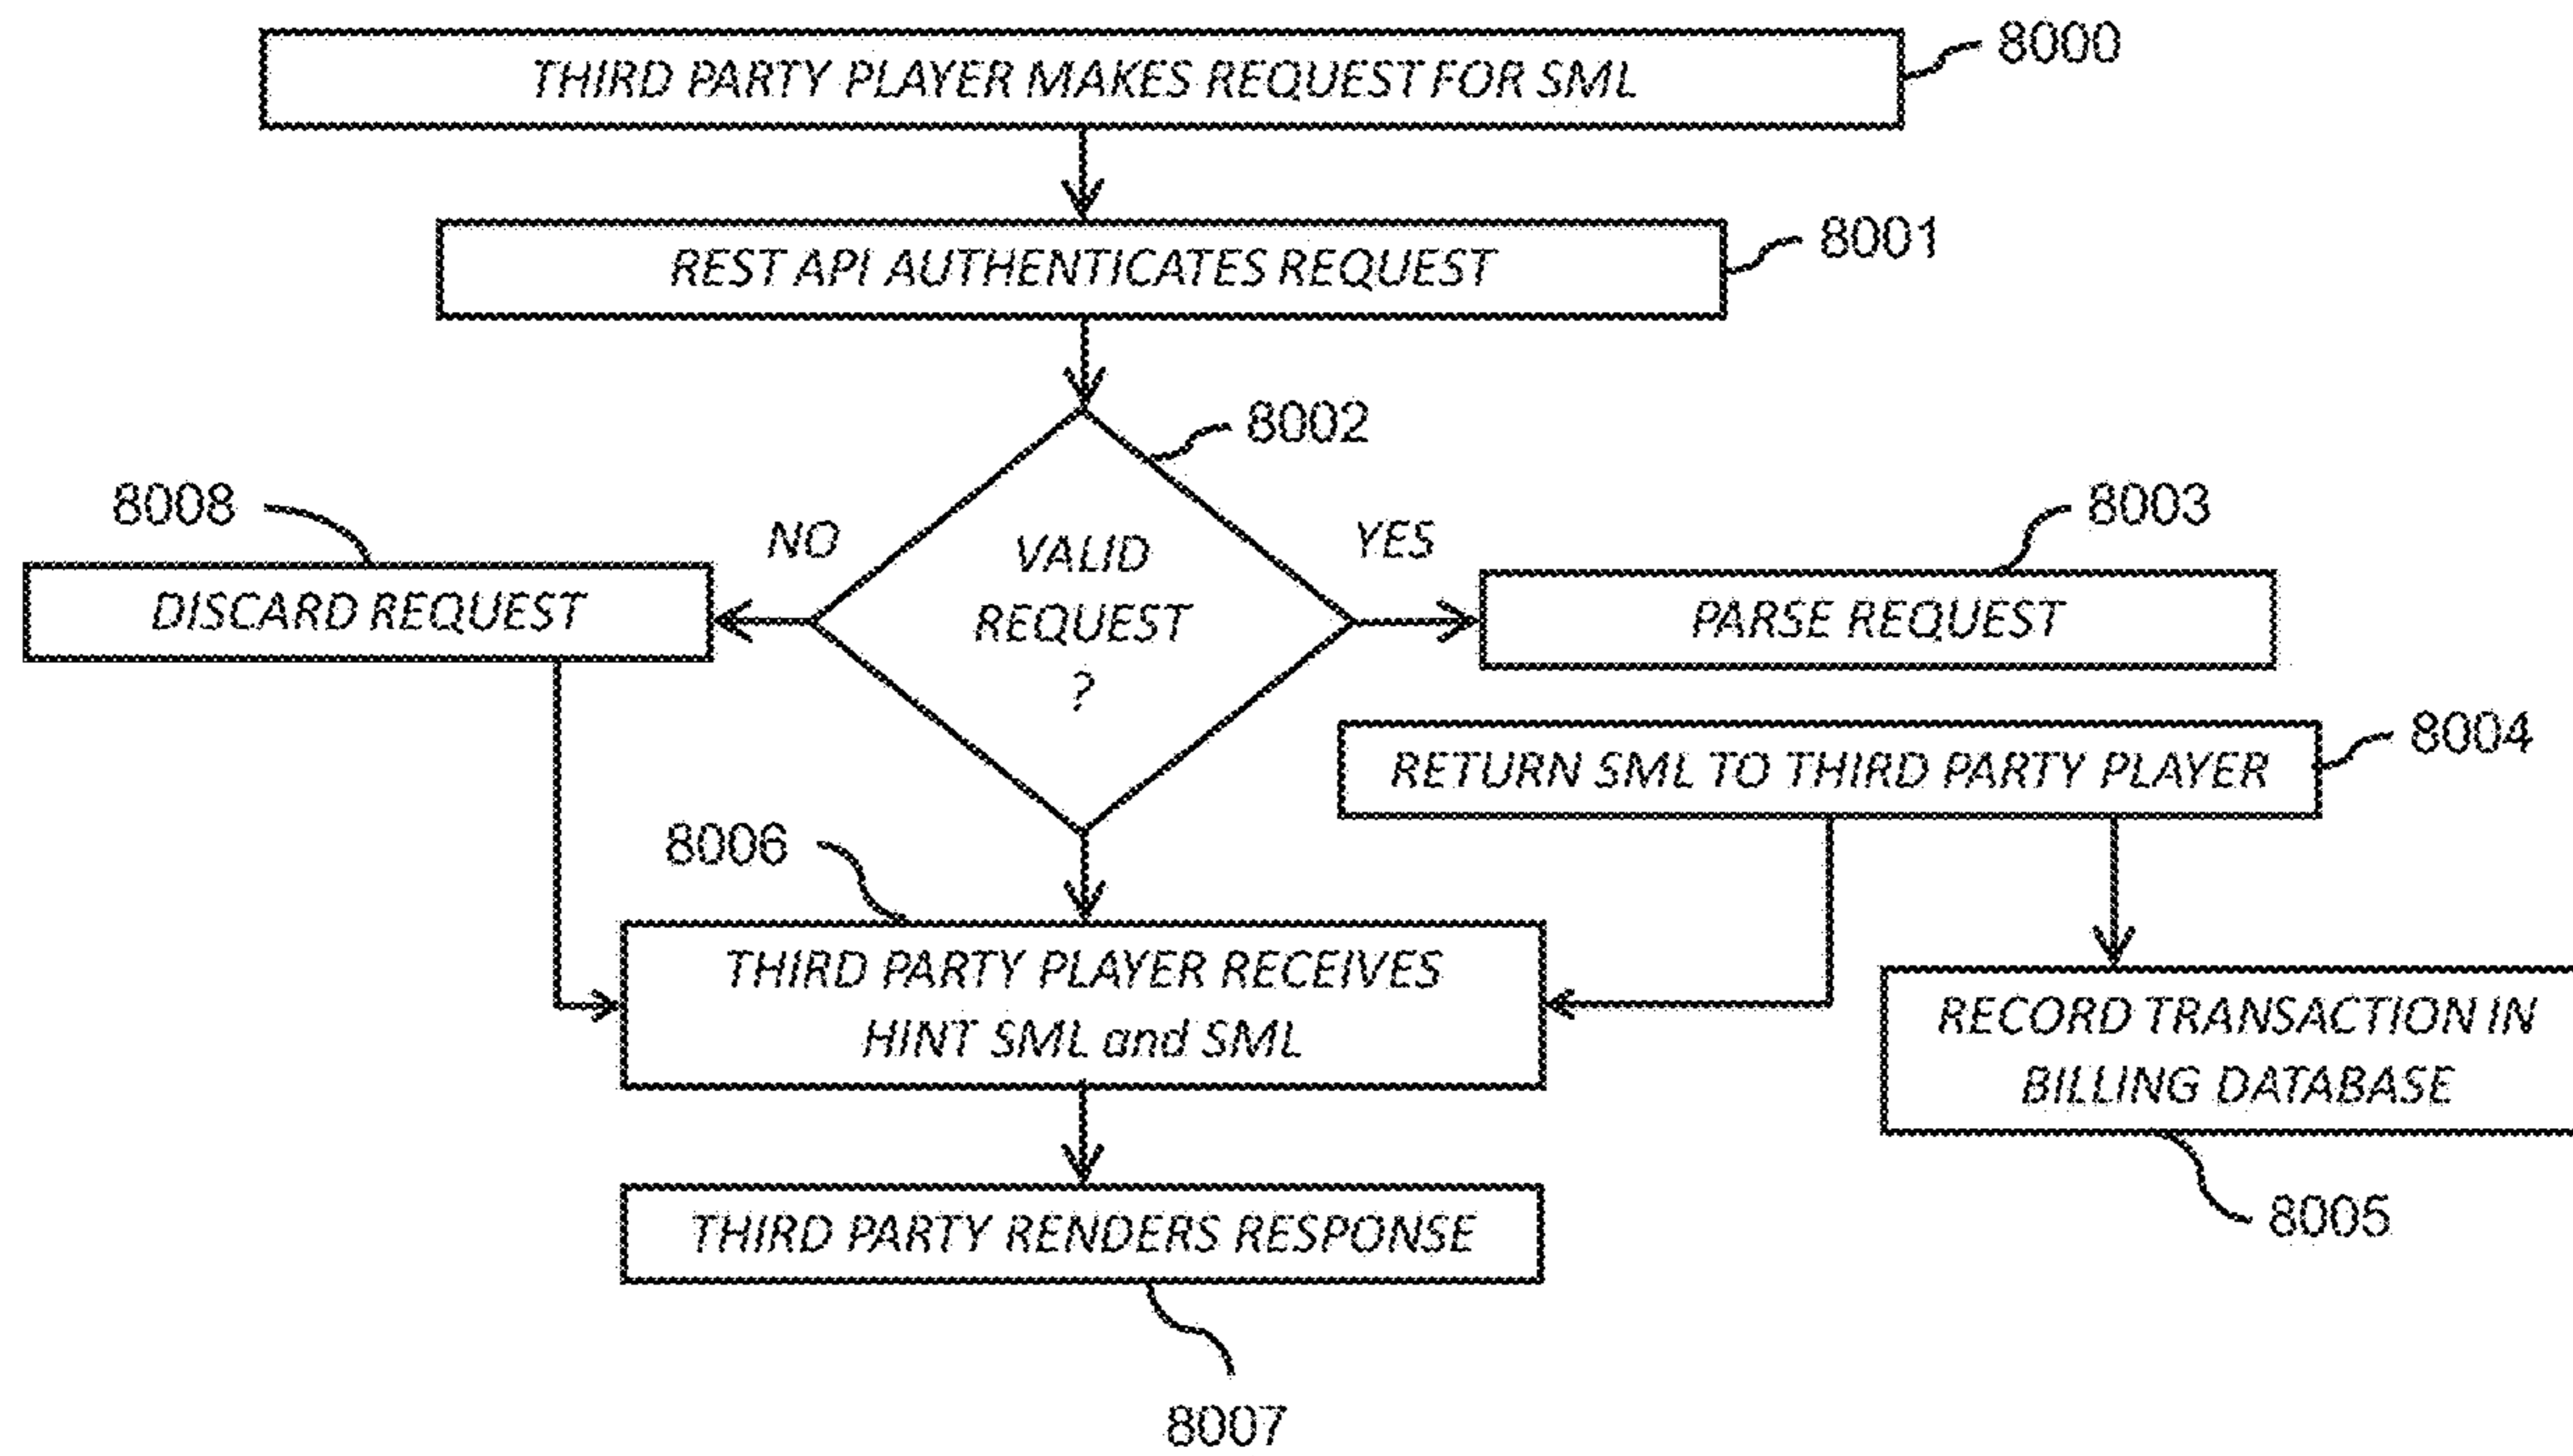 THIRD PARTY PLAYER MAKES REQUEST FOR SML
8000
REST API AUTHENTICATES REQUEST
8001
8002
VALID
REQUEST
?
NO
YES
8008
DISCARD REQUEST
8003
PARSE REQUEST
RETURN SML TO THIRD PARTY PLAYER
8004
8006
THIRD PARTY PLAYER RECEIVES
HINT SML and SML
RECORD TRANSACTION IN
BILLING DATABASE
8005
THIRD PARTY RENDERS RESPONSE
8007